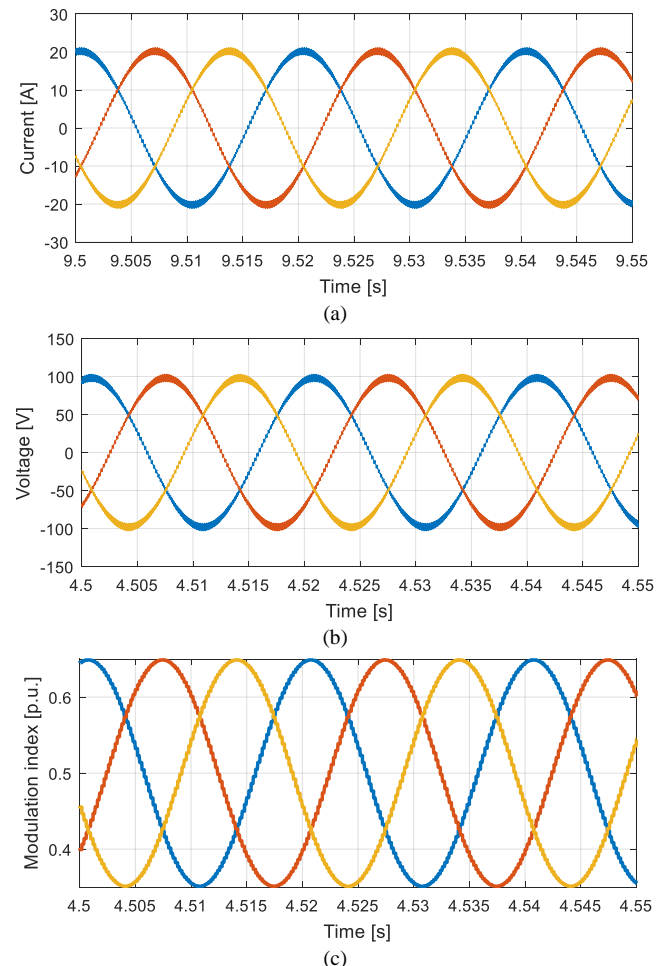 30
20
10
0
-10
-20
-30
Current [A]
9.5 9.505 9.51 9.515 9.52 9.525 9.53 9.535 9.54 9.545 9.55
Time [s]
(a)
150
100
50
0
-50
-100
-150
Voltage [V]
4.5 4.505 4.51 4.515 4.52 4.525 4.53 4.535 4.54 4.545 4.55
Time [s]
(b)
0.6
0.5
0.4
Modulation index [p.u.]
4.5 4.505 4.51 4.515 4.52 4.525 4.53 4.535 4.54 4.545 4.55
Time [s]
(c)